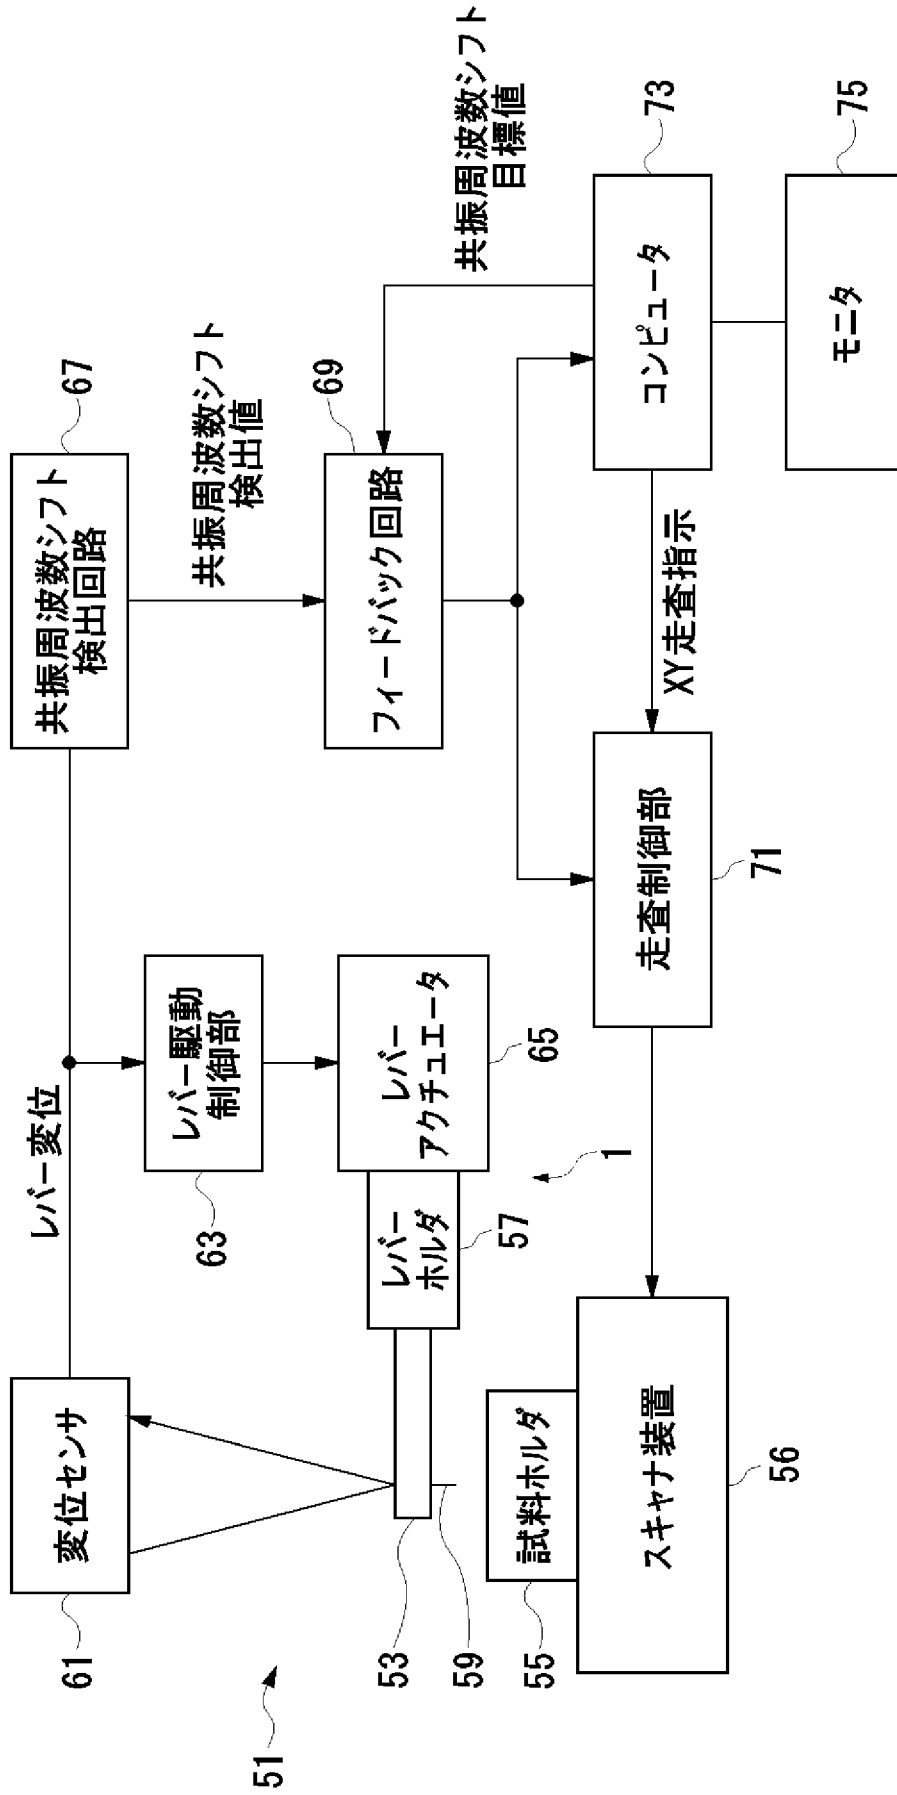 51
61
変位センサ
レバー変位
共振周波数シフト
検出回路
67
レバー駆動
制御部
63
共振周波数シフト
検出値
レバー
アクチュエータ
65
レバー
ホルダ
57
53
59
フィードバック回路
69
共振周波数シフト
目標値
1
試料ホルダ
55
スキャナ装置
56
走査制御部
71
XY走査指示
コンピュータ
73
モニタ
75